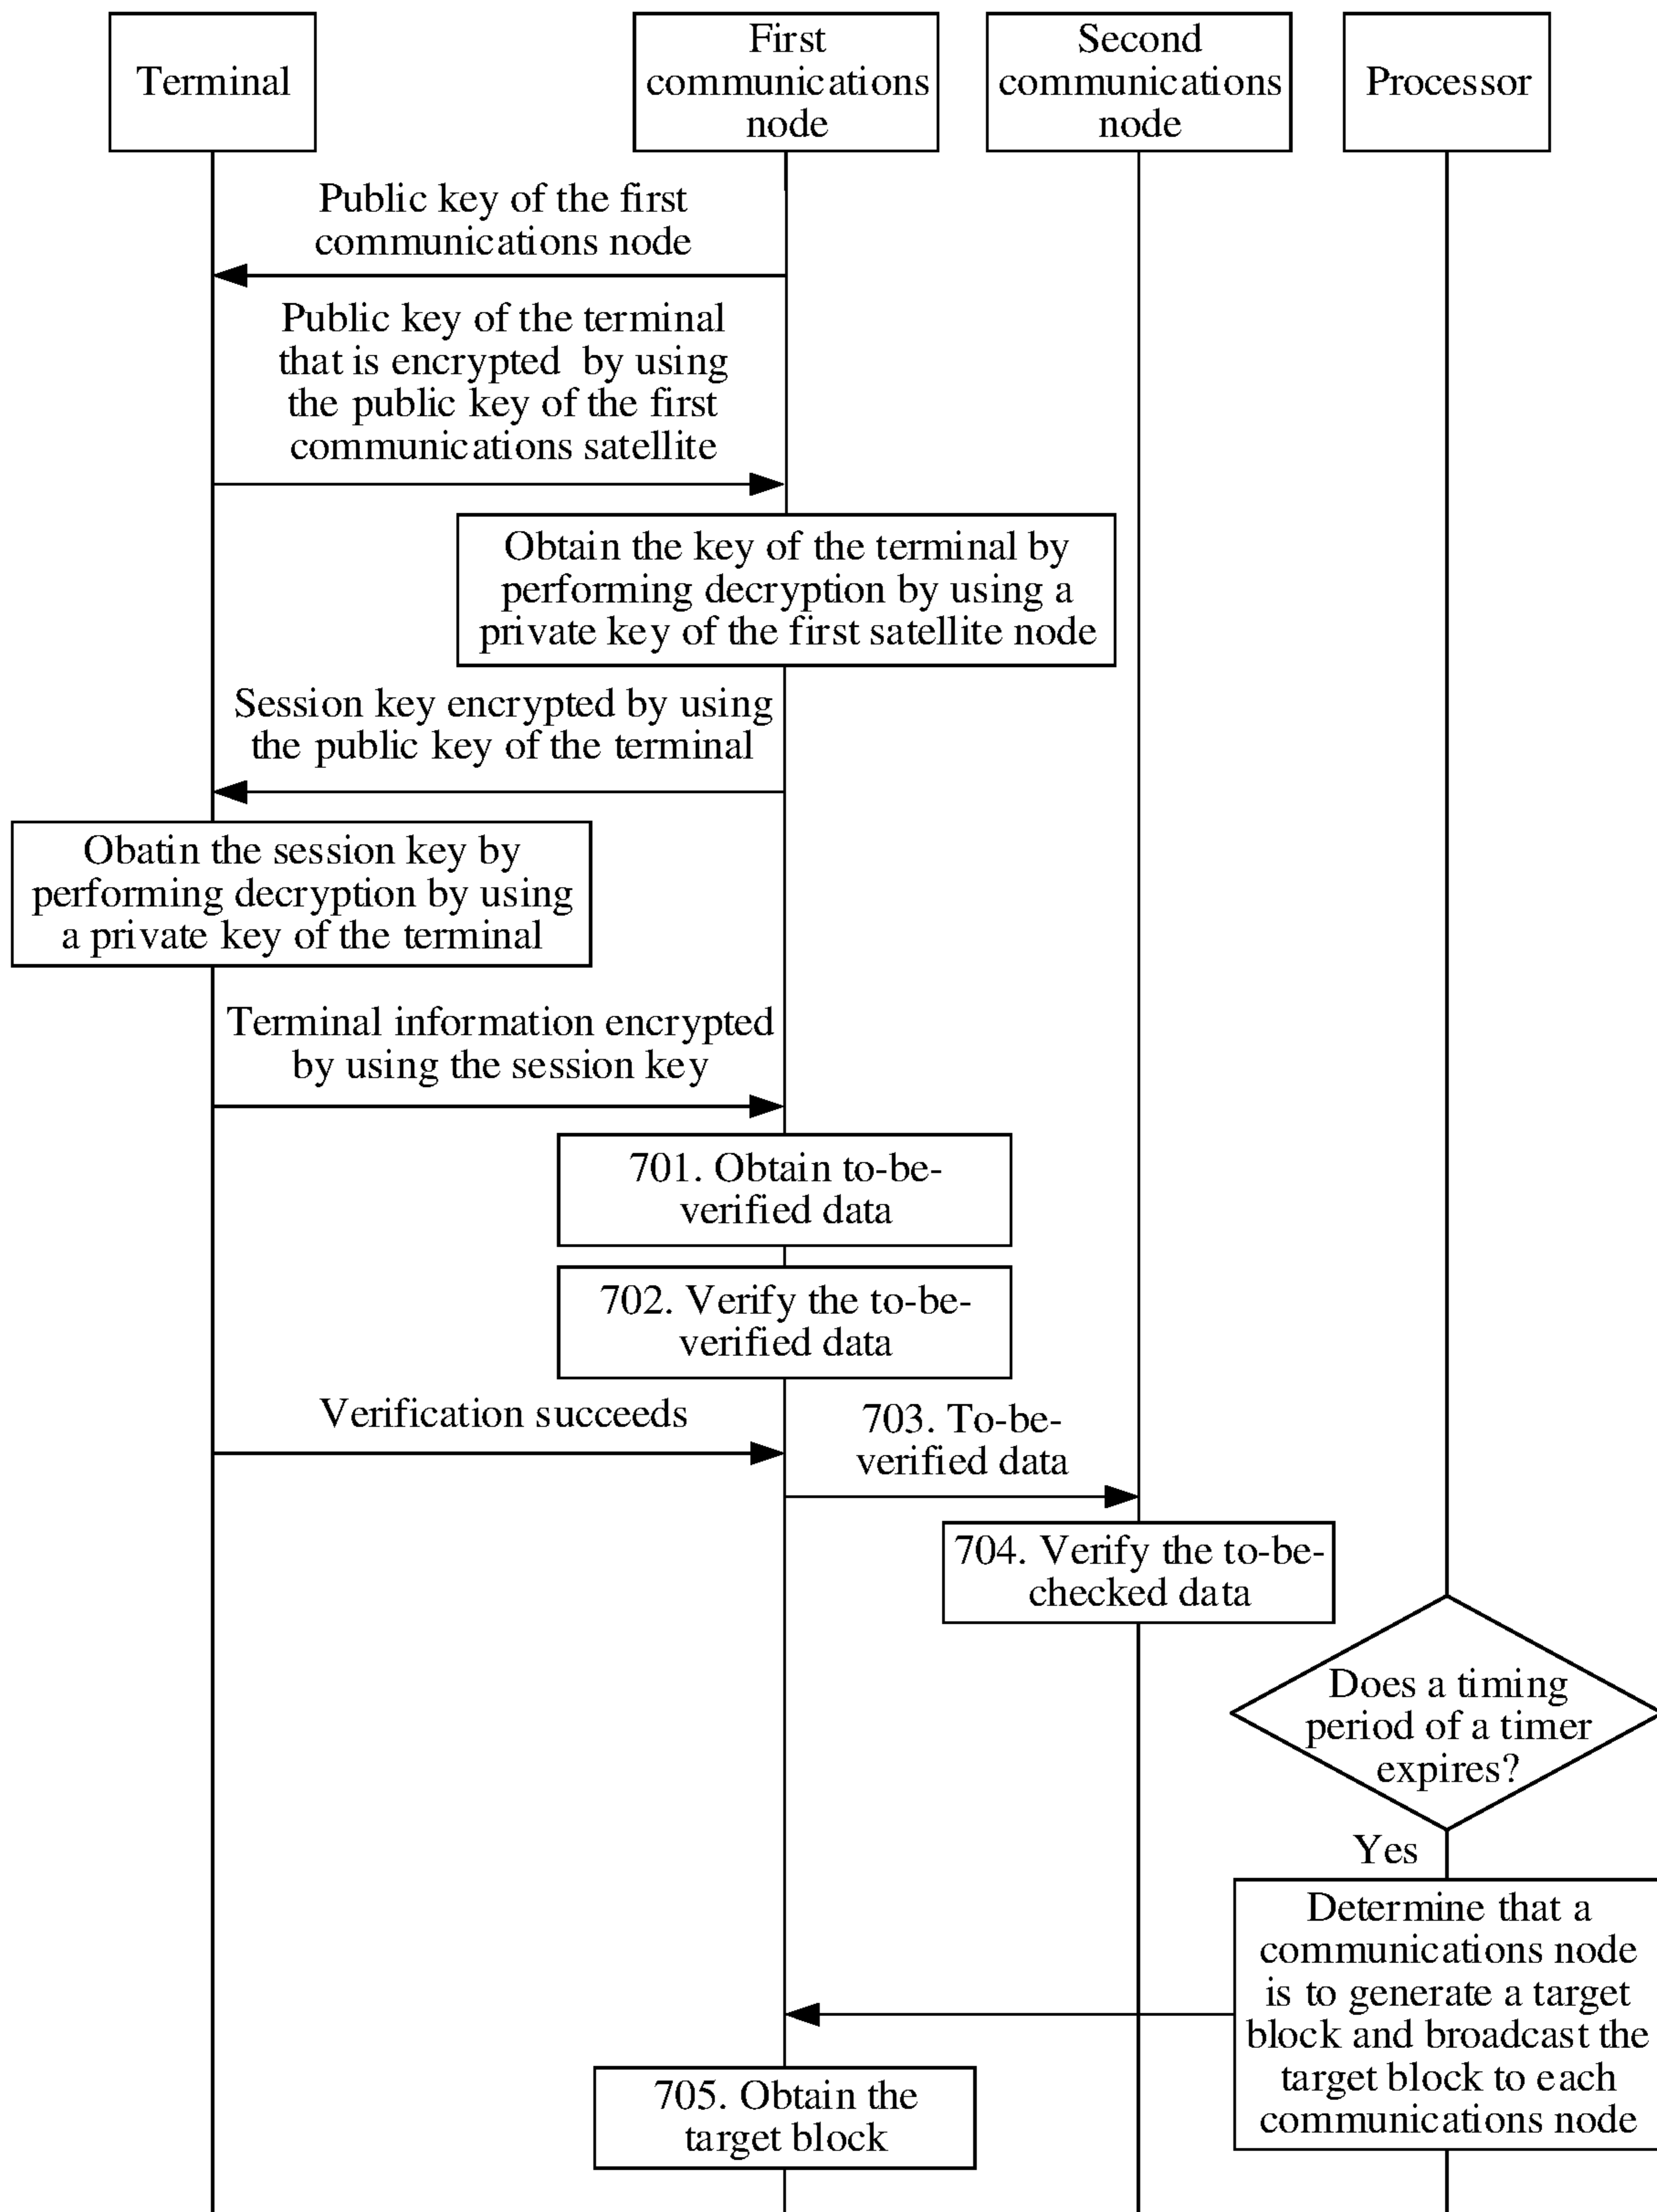 Terminal
First
communications
node
Second
communications
node
Processor
Public key of the first
communications node
Public key of the terminal
that is encrypted by using
the public key of the first
communications satellite
Obtain the key of the terminal by
performing decryption by using a
private key of the first satellite node
Session key encrypted by using
the public key of the terminal
Obatin the session key by
performing decryption by using
a private key of the terminal
Terminal information encrypted
by using the session key
701. Obtain to-be-
verified data
702. Verify the to-be-
verified data
Verification succeeds
703. To-be-
verified data
704. Verify the to-be-
checked data
Does a timing
period of a timer
expires?
Yes
Determine that a
communications node
is to generate a target
block and broadcast the
target block to each
communications node
705. Obtain the
target block